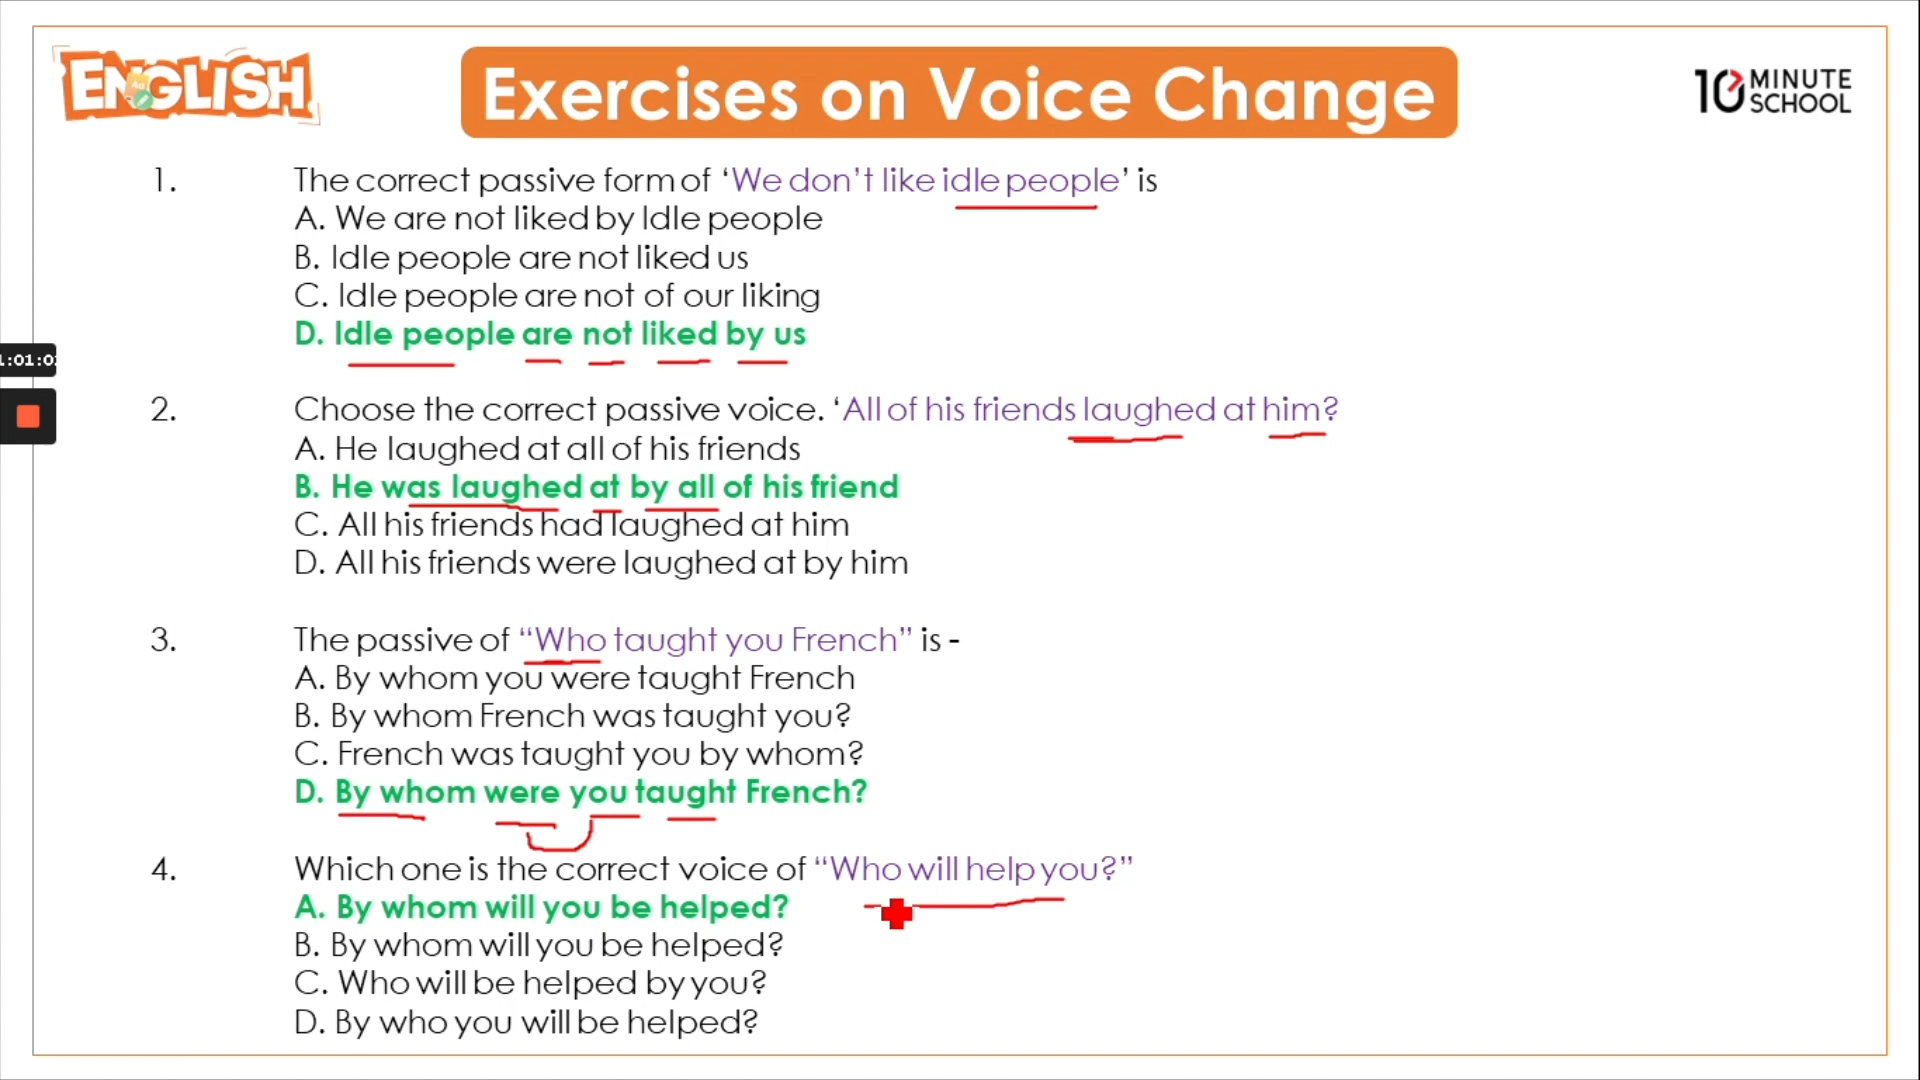 ENGLISH
Exercises on Voice Change
10 MINUTE SCHOOL
1. The correct passive form of ‘We don’t like idle people’ is
A. We are not liked by Idle people
B. Idle people are not liked us
C. Idle people are not of our liking
D. Idle people are not liked by us
1:01:0
2. Choose the correct passive voice. ‘All of his friends laughed at him?
A. He laughed at all of his friends
B. He was laughed at by all of his friend
C. All his friends had laughed at him
D. All his friends were laughed at by him
3. The passive of “Who taught you French” is -
A. By whom you were taught French
B. By whom French was taught you?
C. French was taught you by whom?
D. By whom were you taught French?
4. Which one is the correct voice of “Who will help you?”
A. By whom will you be helped?
B. By whom will you be helped?
C. Who will be helped by you?
D. By who you will be helped?